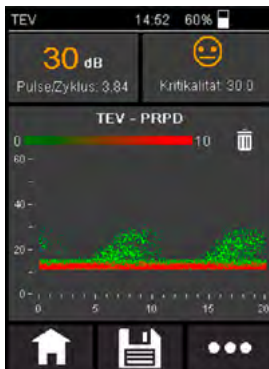 TEV 14:52 60%
30 dB
Pulse/Zyklus: 3.84
Kritikalität: 30.0
TEV - PRPD
0 10
60
40
20
0
0 5 10 15 20